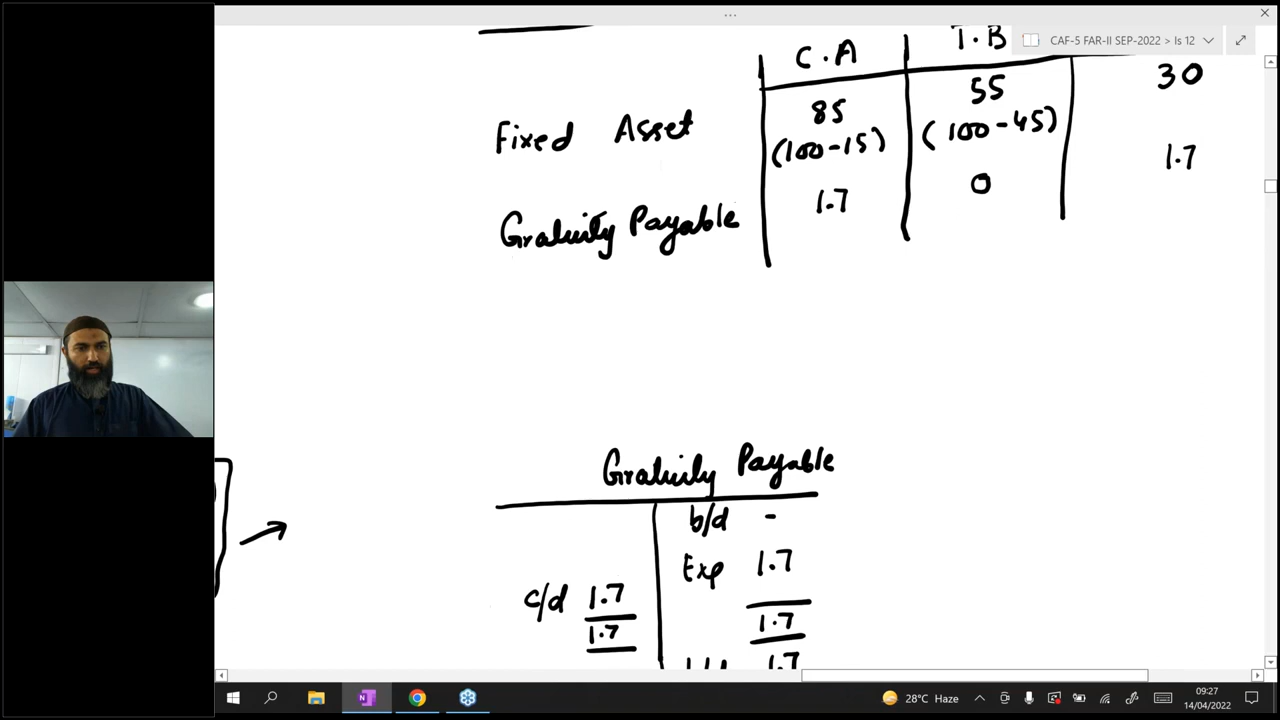 CAF-5 FAR-II SEP-2022 > Is 12
C.A T.B
Fixed Asset 85 55 30
(100-15) (100-45)
Gratuity Payable 1.7 0 1.7
Gratuity Payable
b/d -
Exp 1.7
c/d 1.7
1.7 1.7
1.7
28°C Haze
09:27
14/04/2022